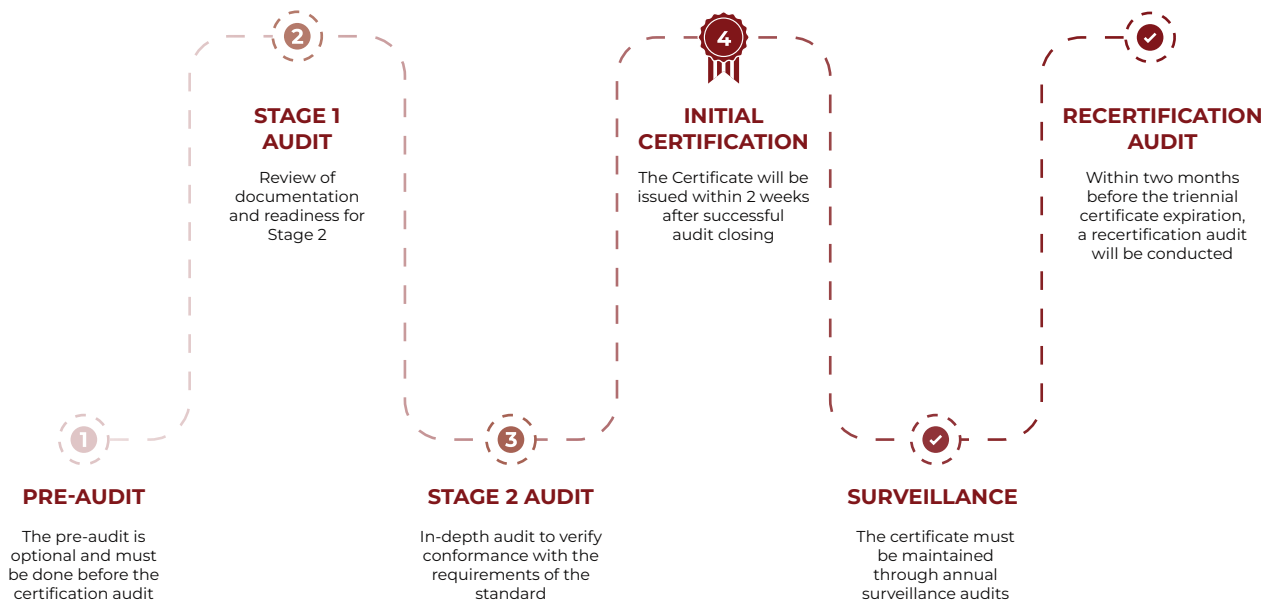 1
PRE-AUDIT
The pre-audit is
optional and must
be done before the
certification audit
2
STAGE 1
AUDIT
Review of
documentation
and readiness for
Stage 2
3
STAGE 2 AUDIT
In-depth audit to verify
conformance with the
requirements of the
standard
4
INITIAL
CERTIFICATION
The Certificate will be
issued within 2 weeks
after successful
audit closing
SURVEILLANCE
The certificate must
be maintained
through annual
surveillance audits
RECERTIFICATION
AUDIT
Within two months
before the triennial
certificate expiration,
a recertification audit
will be conducted